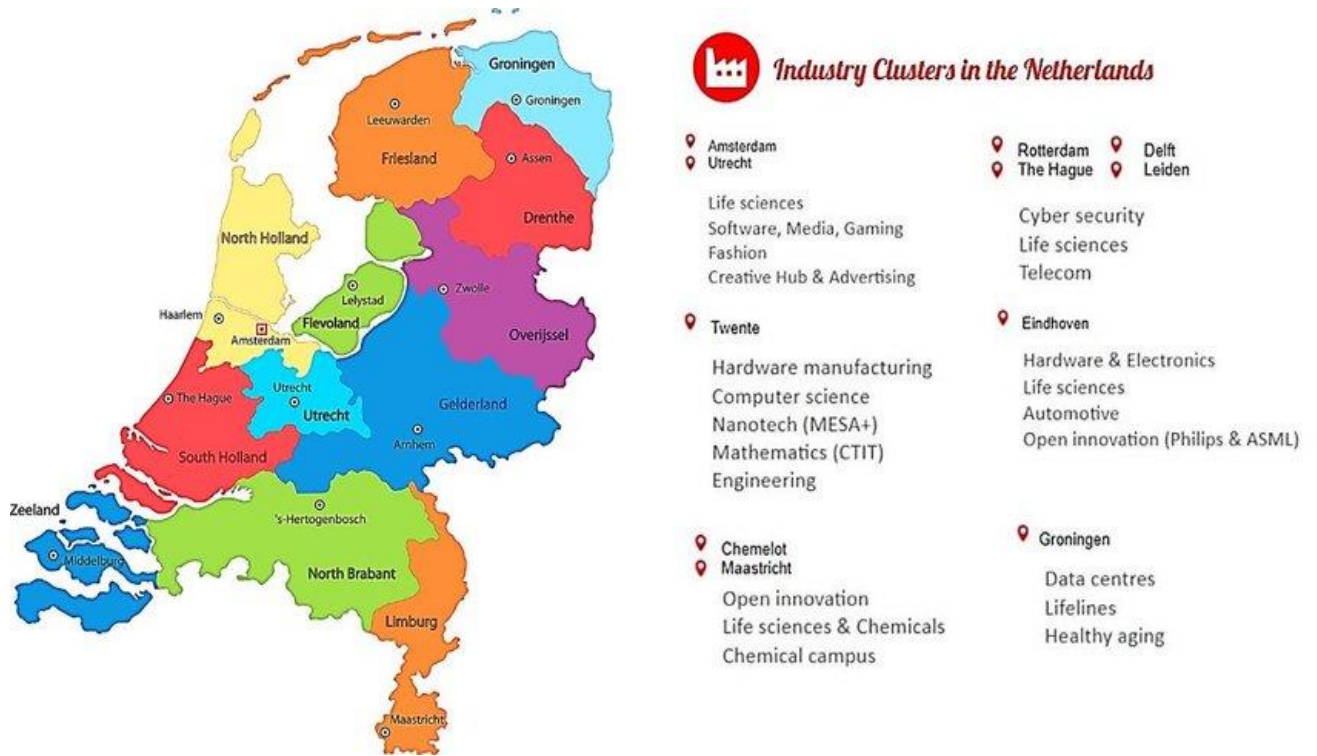 Groningen
Groningen
Leeuwarden
Friesland
Assen
Drenthe
North Holland
Zwolle
Lelystad
Flevoland
Haarlem
Amsterdam
Overijssel
Utrecht
Utrecht
The Hague
Gelderland
Arnhem
South Holland
's-Hertogenbosch
Zeeland
Middelburg
North Brabant
Limburg
Maastricht
Industry Clusters in the Netherlands
Amsterdam
Utrecht
Life sciences
Software, Media, Gaming
Fashion
Creative Hub & Advertising
Rotterdam Delft
The Hague Leiden
Cyber security
Life sciences
Telecom
Twente
Hardware manufacturing
Computer science
Nanotech (MESA+)
Mathematics (CTIT)
Engineering
Eindhoven
Hardware & Electronics
Life sciences
Automotive
Open innovation (Philips & ASML)
Chemelot
Maastricht
Open innovation
Life sciences & Chemicals
Chemical campus
Groningen
Data centres
Lifelines
Healthy aging